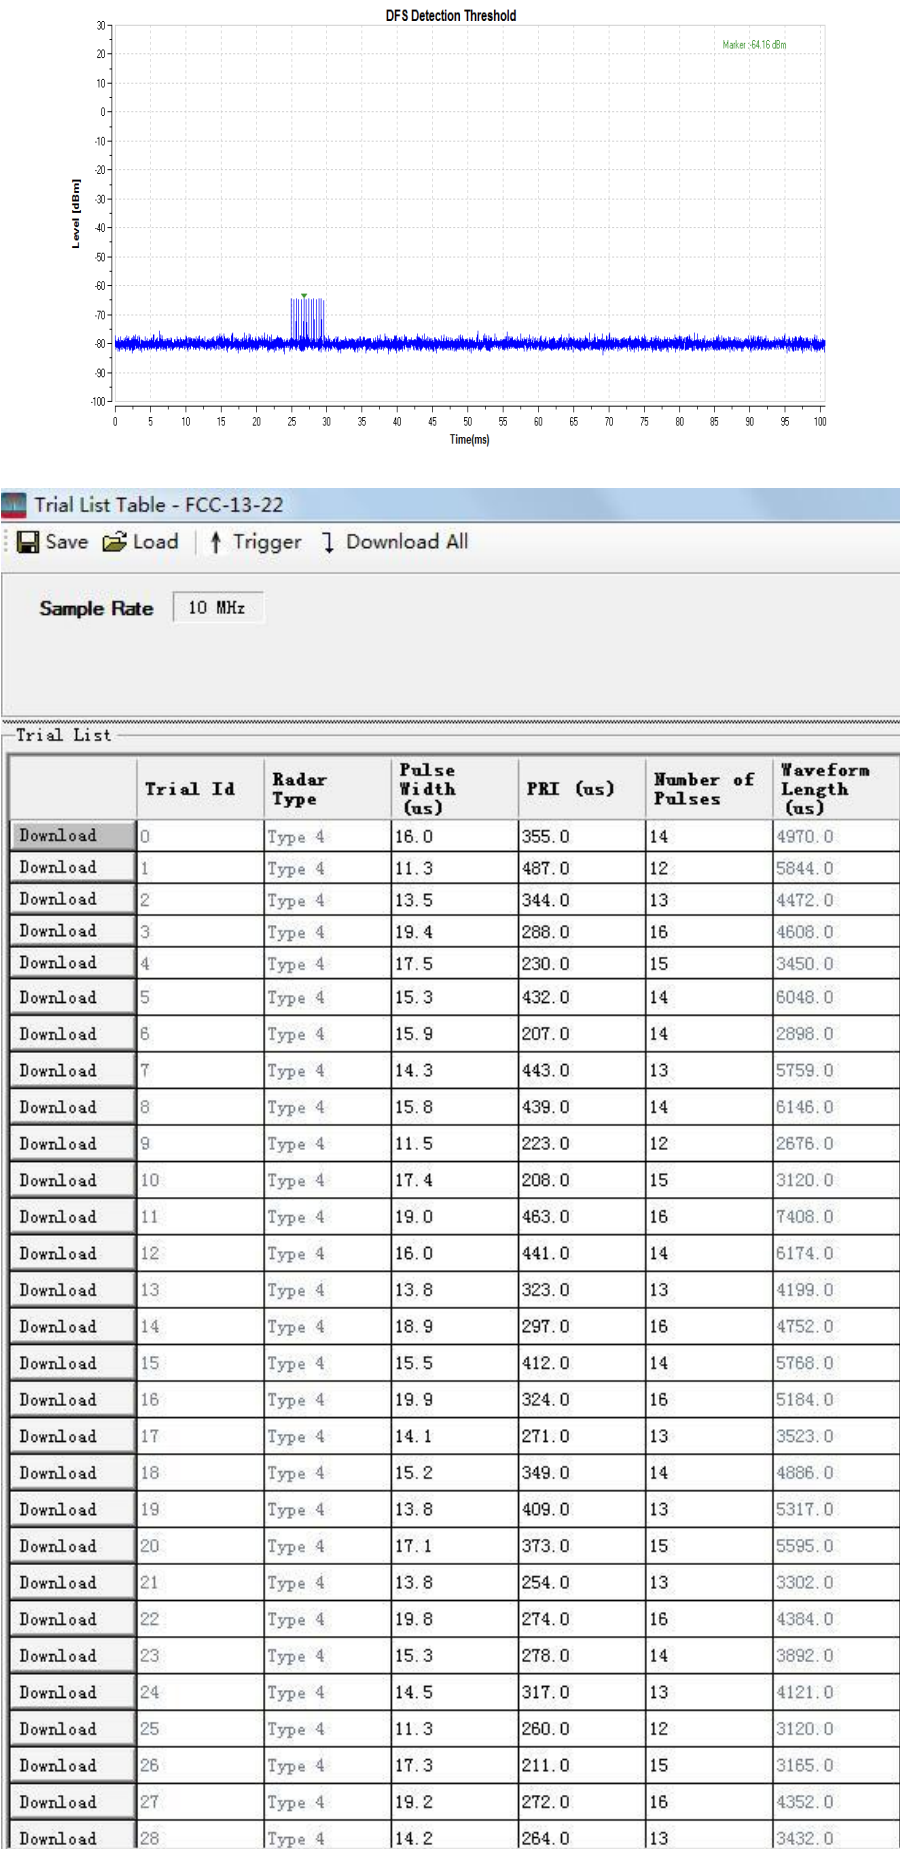 DFS Detection Threshold
Marker :-64.16 dBm
30
20
10
0
-10
-20
-30
-40
-50
-60
-70
-80
-90
-100
Level [dBm]
0 5 10 15 20 25 30 35 40 45 50 55 60 65 70 75 80 85 90 95 100
Time(ms)
Trial List Table - FCC-13-22
Save Load Trigger Download All
Sample Rate 10 MHz
Trial List
Trial Id Radar Type Pulse Width (us) PRI (us) Number of Pulses Waveform Length (us)
Download 0 Type 4 16.0 355.0 14 4970.0
Download 1 Type 4 11.3 487.0 12 5844.0
Download 2 Type 4 13.5 344.0 13 4472.0
Download 3 Type 4 19.4 288.0 16 4608.0
Download 4 Type 4 17.5 230.0 15 3450.0
Download 5 Type 4 15.3 432.0 14 6048.0
Download 6 Type 4 15.9 207.0 14 2898.0
Download 7 Type 4 14.3 443.0 13 5759.0
Download 8 Type 4 15.8 439.0 14 6146.0
Download 9 Type 4 11.5 223.0 12 2676.0
Download 10 Type 4 17.4 208.0 15 3120.0
Download 11 Type 4 19.0 463.0 16 7408.0
Download 12 Type 4 16.0 441.0 14 6174.0
Download 13 Type 4 13.8 323.0 13 4199.0
Download 14 Type 4 18.9 297.0 16 4752.0
Download 15 Type 4 15.5 412.0 14 5768.0
Download 16 Type 4 19.9 324.0 16 5184.0
Download 17 Type 4 14.1 271.0 13 3523.0
Download 18 Type 4 15.2 349.0 14 4886.0
Download 19 Type 4 13.8 409.0 13 5317.0
Download 20 Type 4 17.1 373.0 15 5595.0
Download 21 Type 4 13.8 254.0 13 3302.0
Download 22 Type 4 19.8 274.0 16 4384.0
Download 23 Type 4 15.3 278.0 14 3892.0
Download 24 Type 4 14.5 317.0 13 4121.0
Download 25 Type 4 11.3 260.0 12 3120.0
Download 26 Type 4 17.3 211.0 15 3165.0
Download 27 Type 4 19.2 272.0 16 4352.0
Download 28 Type 4 14.2 264.0 13 3432.0